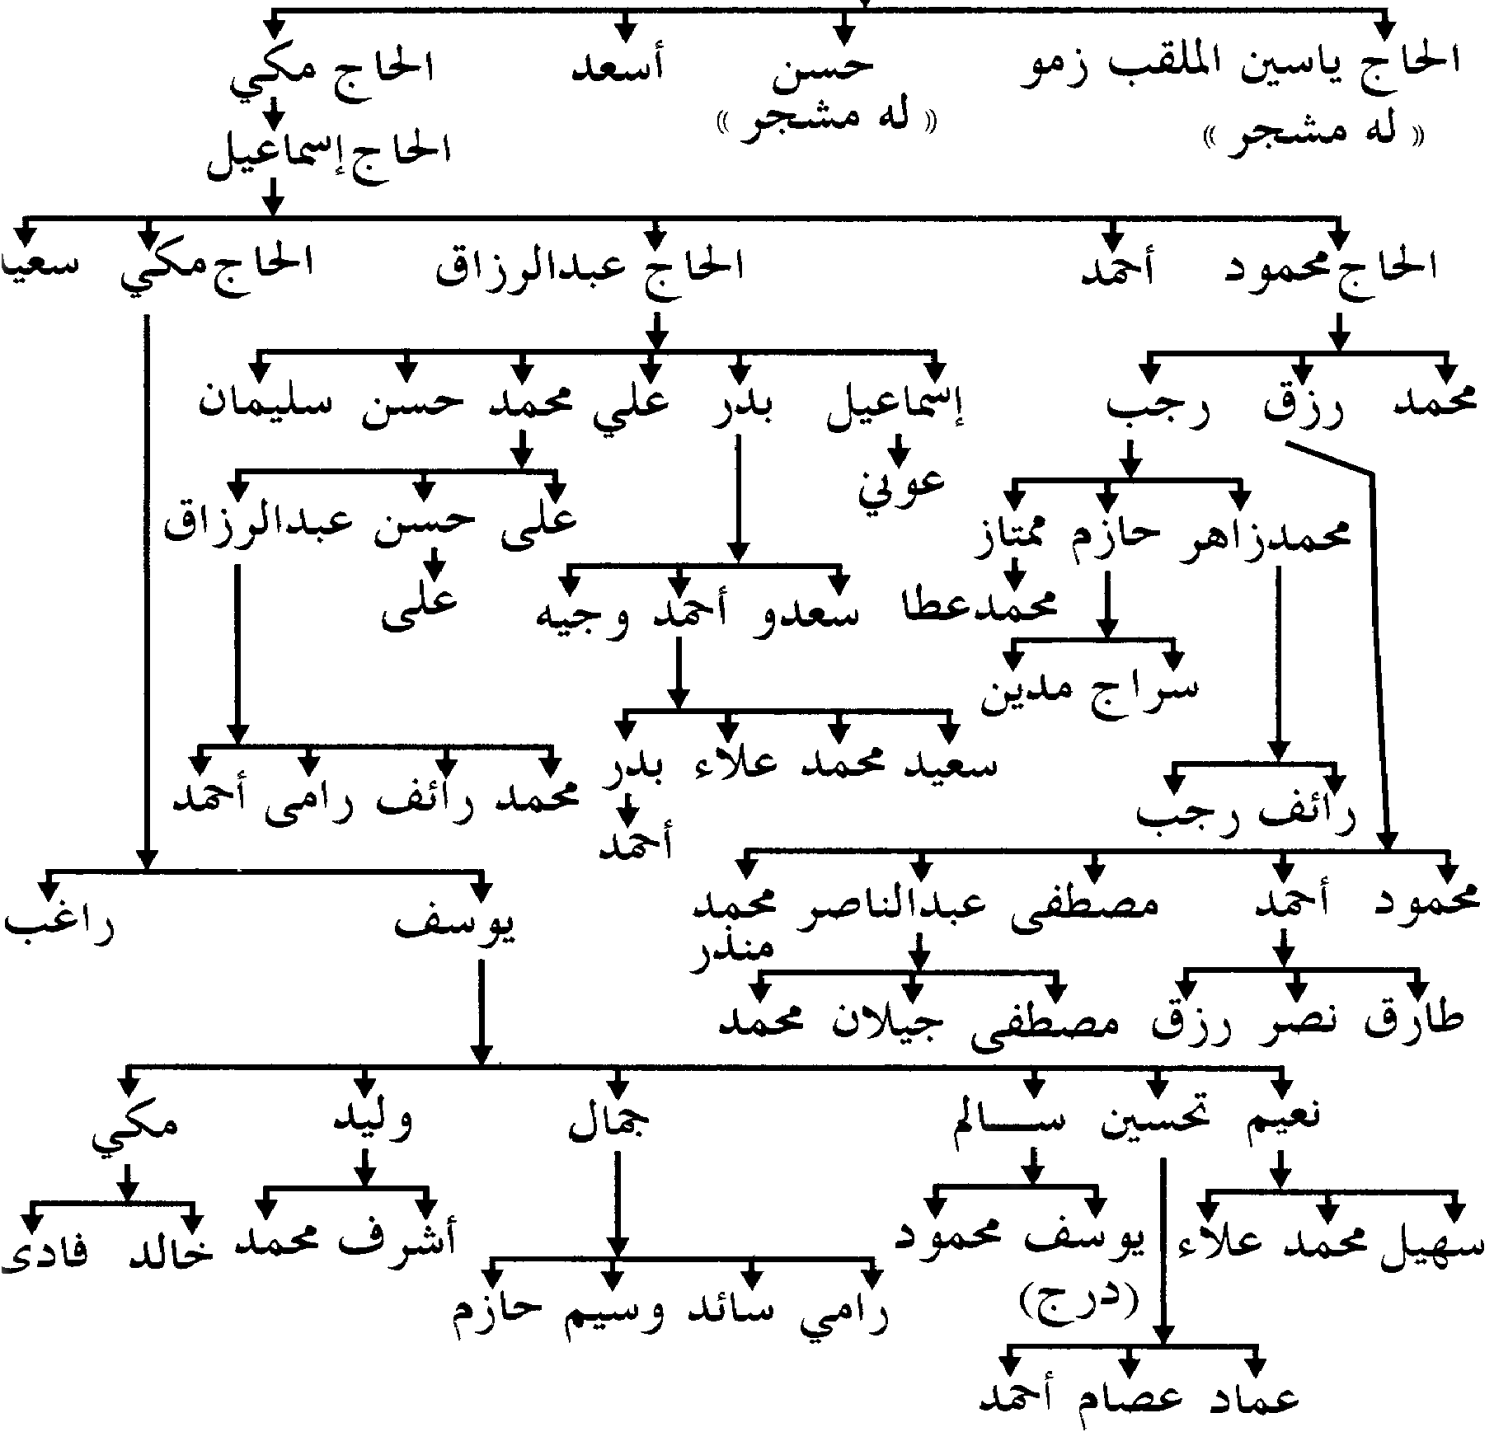 الحاج ياسين الملقب زمو حسن أسعد الحاج مكي
« له مشجر » « له مشجر »
الحاج إسماعيل
الحاج محمود أحمد الحاج عبدالرزاق الحاج مكي
محمد رزق رجب إسماعيل بدر علي محمد حسن سليمان
عوني
محمدزاهر حازم ممتاز على حسن عبدالرزاق
محمدعطا سعدو أحمد وجيه على
سراج مدين
سعيد محمد علاء بدر محمد رائف رامى أحمد
رائف رجب
أحمد
محمود أحمد مصطفى عبدالناصر محمد يوسف راغب
منذر
طارق نصر رزق مصطفى جيلان محمد
نعيم تحسين سالم جمال وليد مكي
سهيل محمد علاء يوسف محمود أشرف محمد خالد فادى
(درج)
رامي سائد وسيم حازم
عماد عصام أحمد